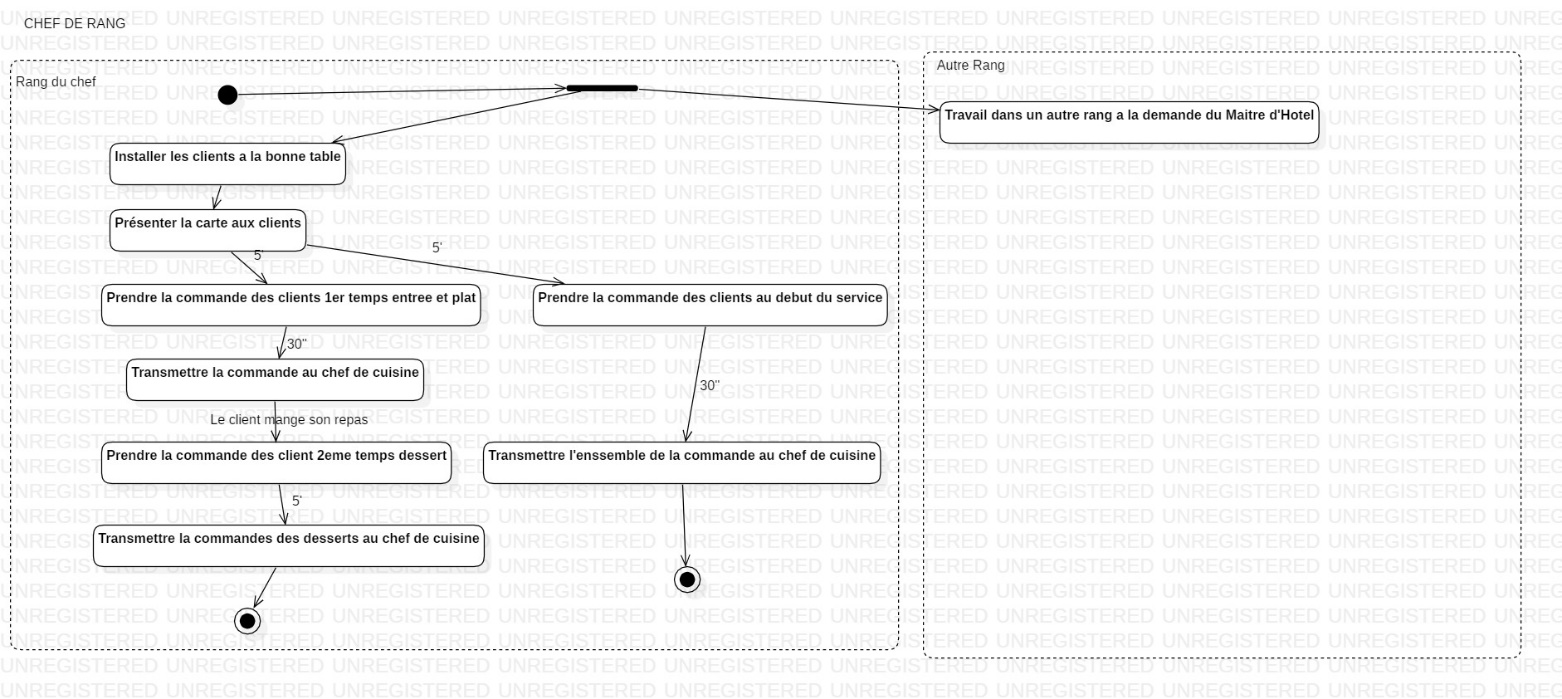 CHEF DE RANG
Rang du chef
Autre Rang
Travail dans un autre rang a la demande du Maitre d'Hotel
Installer les clients a la bonne table
Présenter la carte aux clients
5'
5'
Prendre la commande des clients 1er temps entree et plat
Prendre la commande des clients au debut du service
30"
Transmettre la commande au chef de cuisine
30"
Le client mange son repas
Prendre la commande des client 2eme temps dessert
Transmettre l'enssemble de la commande au chef de cuisine
5'
Transmettre la commandes des desserts au chef de cuisine
UNREGISTERED